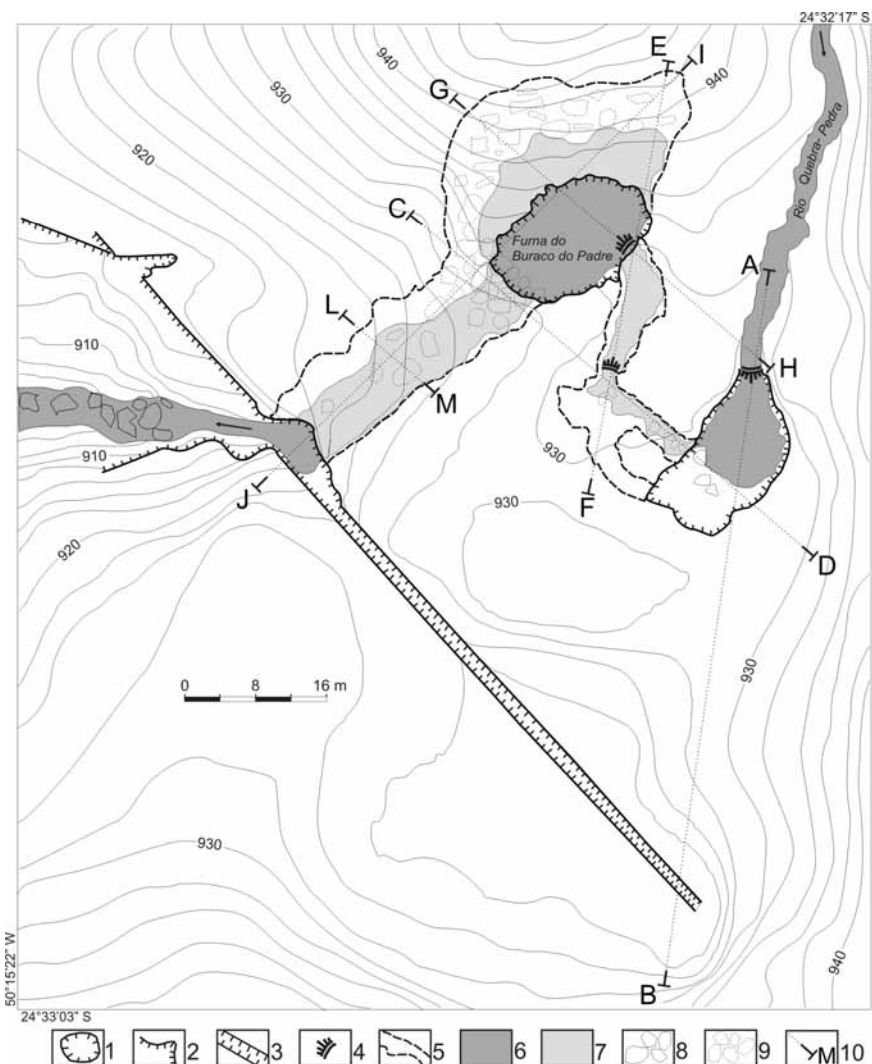 24°32'17" S
E
I
940
940
G
930
Rio Quebra-Pedra
920
C
Furna do
Buraco do Padre
A
L
910
H
M
930
910
J
F
930
920
D
930
0 8 16 m
930
50°15'22" W
940
B
24°33'03" S
1 2 3 4 5 6 7 8 9 M 10